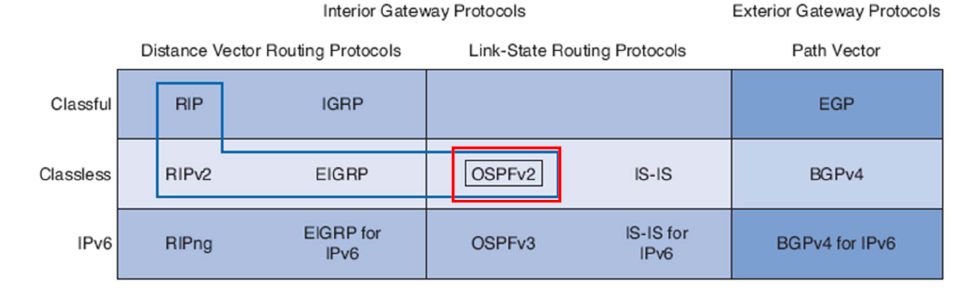 Interior Gateway Protocols Exterior Gateway Protocols
Distance Vector Routing Protocols Link-State Routing Protocols Path Vector
Classful RIP IGRP EGP
Classless RIPv2 EIGRP OSPFv2 IS-IS BGPv4
IPv6 RIPng EIGRP for IPv6 OSPFv3 IS-IS for IPv6 BGPv4 for IPv6